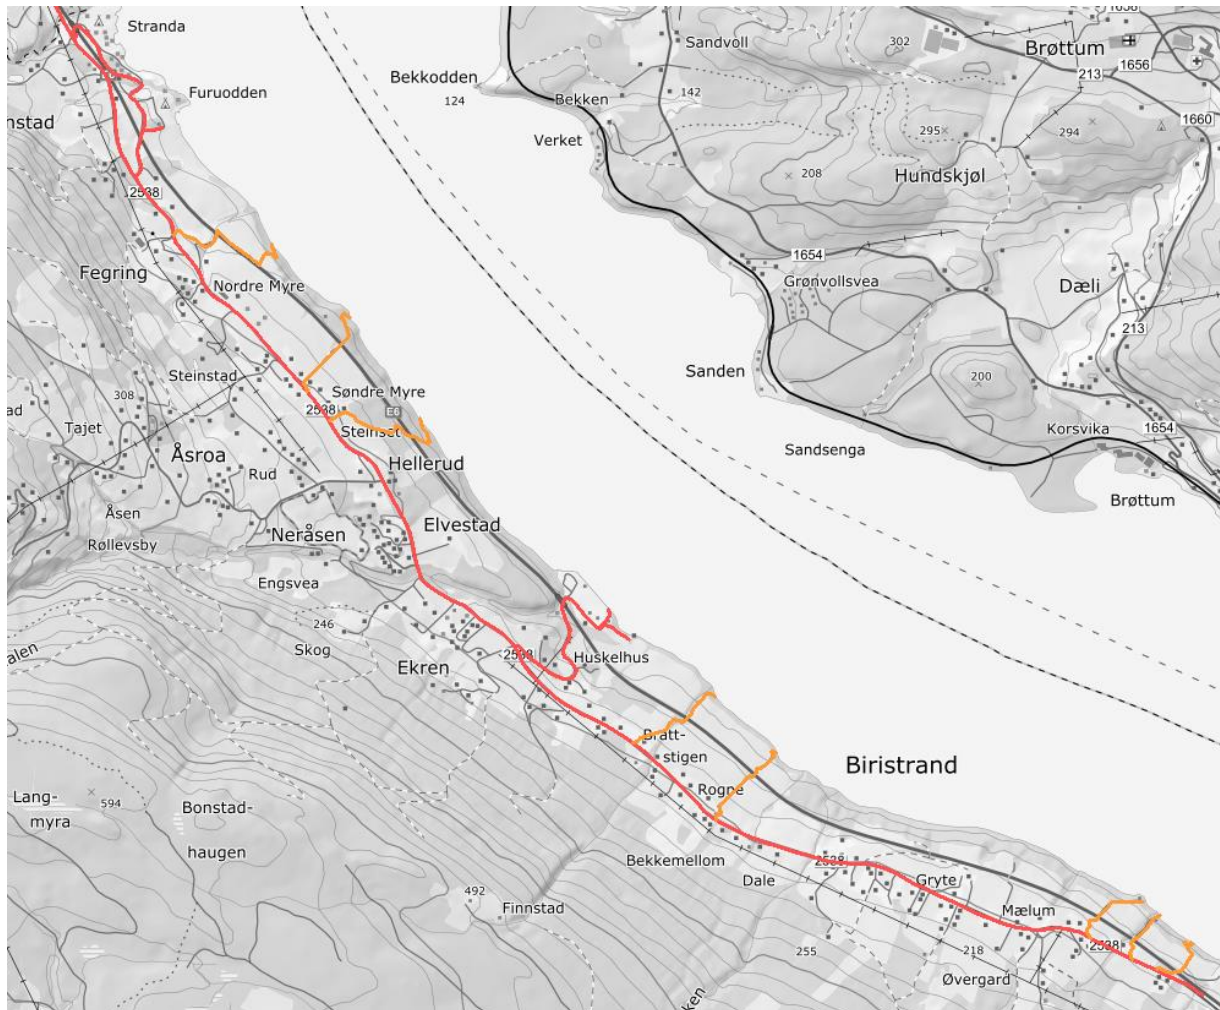 Stranda
Sandvoll
302
Brøttum
1656
213
Bekkodden
Furuodden
124
Bekken
142
nstad
Verket
295
294
1660
208
Hundskjøl
2538
1654
Fegring
Nordre Myre
Grønvollsvea
Dæli
213
Steinstad
Sanden
200
308
Søndre Myre
ad
Tajet
2538
E6
Steinset
Korsvika
1654
Åsroa
Sandsenga
Rud
Hellerud
Brøttum
Åsen
Neråsen
Elvestad
Røllevsby
Engsvea
246
Skog
alen
Ekren
2538
Huskelhus
Bratt-
stigen
Biristrand
Rogne
Lang-
myra
594
Bonstad-
haugen
Bekkemellom
2538
Dale
Gryte
492
Finnstad
Mælum
255
218
2538
Øvergard
ken